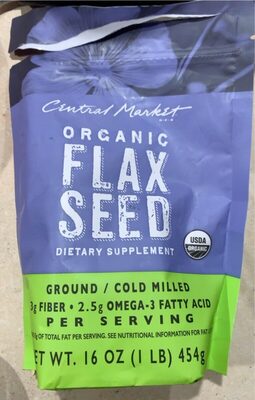 Central Market
ORGANIC
FLAX
SEED
DIETARY SUPPLEMENT
USDA
ORGANIC
GROUND / COLD MILLED
3g FIBER • 2.5g OMEGA-3 FATTY ACID
PER SERVING
OF TOTAL FAT PER SERVING. SEE NUTRITIONAL INFORMATION FOR FAT
ET WT. 16 OZ (1 LB) 454g